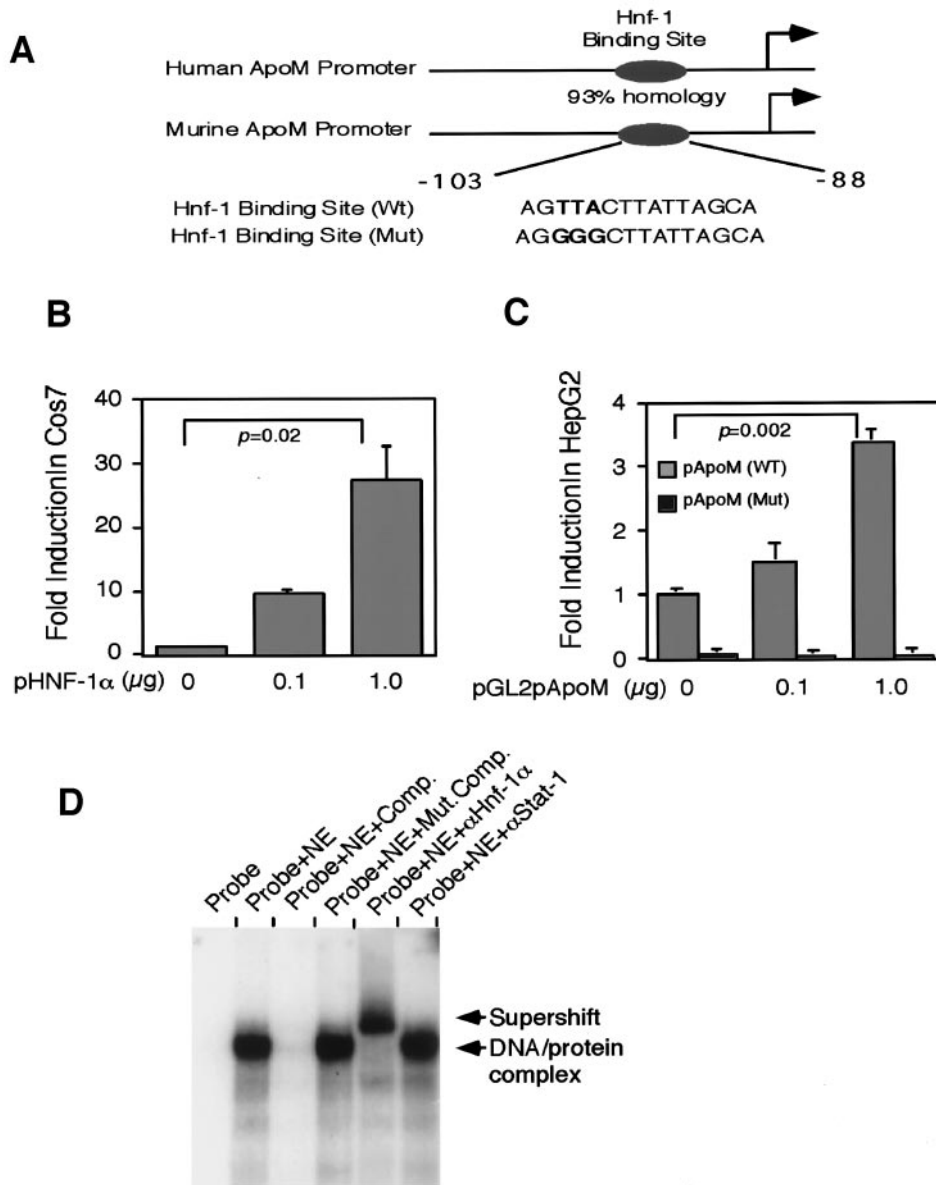 A
Hnf-1
Binding Site
Human ApoM Promoter
93% homology
Murine ApoM Promoter
-103
-88
Hnf-1 Binding Site (Wt) AGTTACTTATTAGCA
Hnf-1 Binding Site (Mut) AGGGGCTTATTAGCA
B
Fold InductionIn Cos7
40
30
20
10
0
p=0.02
pHNF-1α (µg) 0 0.1 1.0
C
Fold InductionIn HepG2
4
3
2
1
0
p=0.002
pApoM (WT)
pApoM (Mut)
pGL2pApoM (µg) 0 0.1 1.0
D
Probe
Probe+NE
Probe+NE+Comp.
Probe+NE+Mut.Comp.
Probe+NE+αHnf-1α
Probe+NE+αStat-1
Supershift
DNA/protein
complex